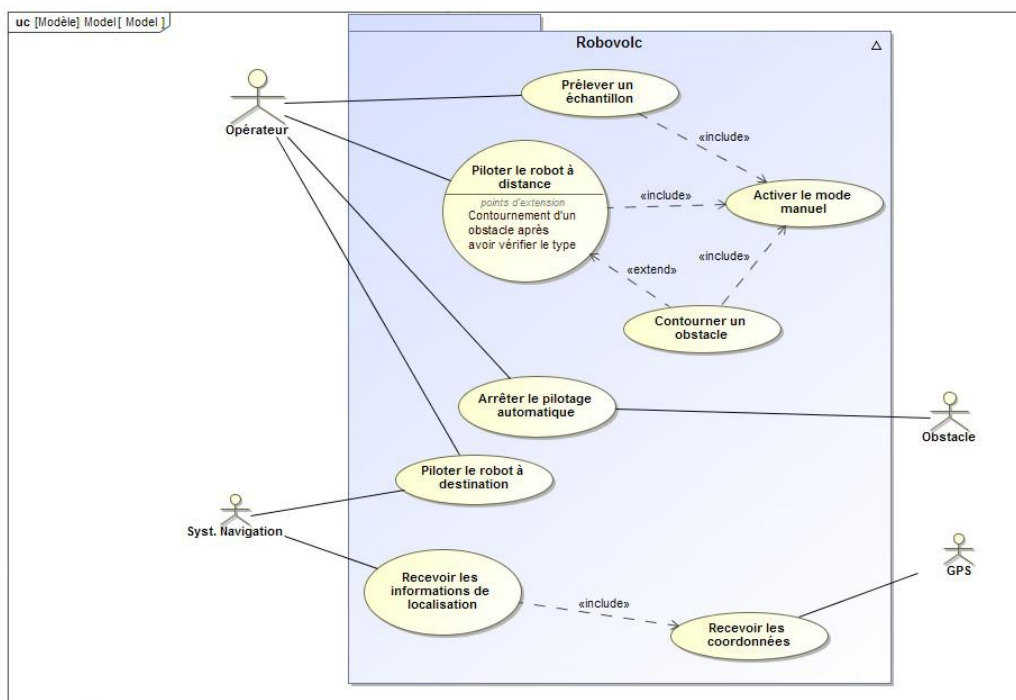 uc [Modèle] Model [ Model ]
Robovolc
Prélever un
échantillon
Opérateur
«include»
Piloter le robot à
distance
points d'extension
Contournement d'un
obstacle après
avoir vérifier le type
«include»
Activer le mode
manuel
«include»
«extend»
Contourner un
obstacle
Arrêter le pilotage
automatique
Obstacle
Piloter le robot à
destination
Syst. Navigation
GPS
Recevoir les
informations de
localisation
«include»
Recevoir les
coordonnées